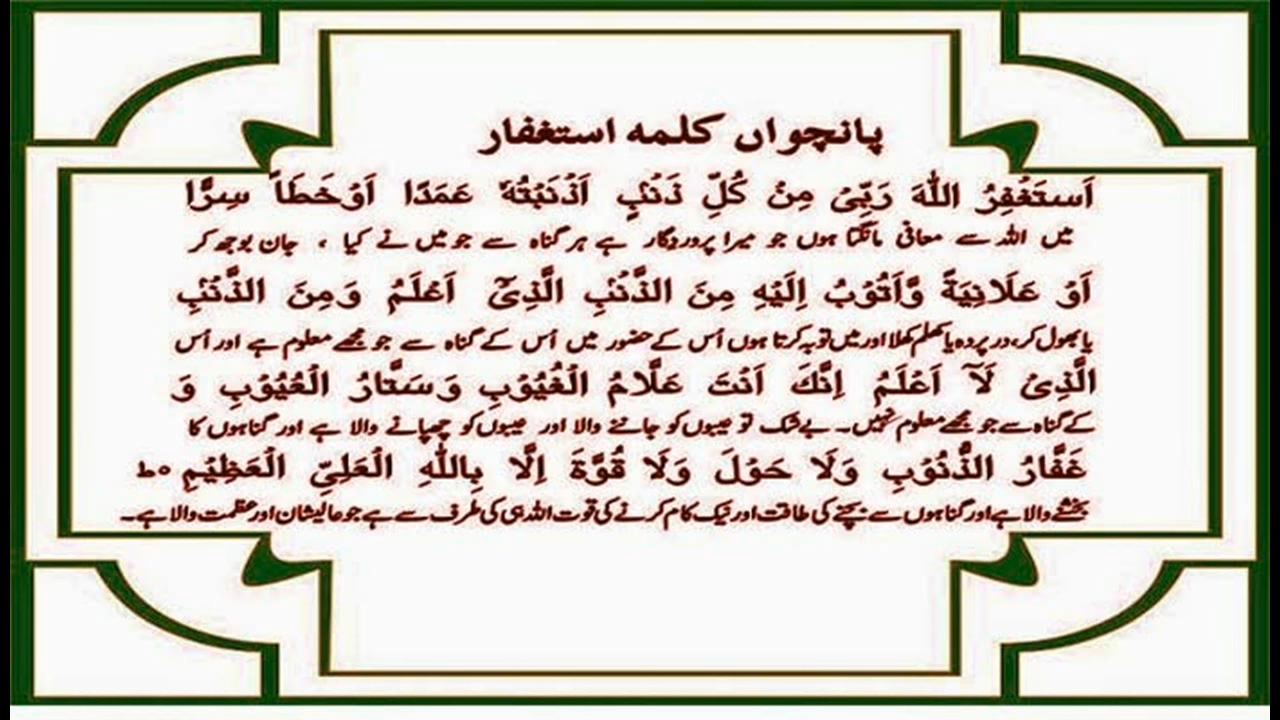 پانچواں کلمہ استغفار
اَسْتَغْفِرُ اللّٰهَ رَبِّیْ مِنْ كُلِّ ذَنْۢبٍ اَذْنَبْتُهٗ عَمَدًا اَوْ خَطَأً سِرًّا
میں اللہ سے معافی مانگتا ہوں جو میرا پروردگار ہے ہر گناہ سے جو میں نے کیا ، جان بوجھ کر
اَوْ عَلَانِیَةً وَّاَتُوْبُ اِلَیْهِ مِنَ الذَّنْۢبِ الَّذِیْٓ اَعْلَمُ وَمِنَ الذَّنْۢبِ
یا بھول کر، در پردہ یا کھلم کھلا اور میں توبہ کرتا ہوں اُس کے حضور میں اُس کے گناہ سے جو مجھے معلوم ہے اور اُس
الَّذِیْ لَآ اَعْلَمُ اِنَّكَ اَنْتَ عَلَّامُ الْغُیُوْبِ وَسَتَّارُ الْعُیُوْبِ وَ
کے گناہ سے جو مجھے معلوم نہیں۔ بے شک تو عیبوں کو جاننے والا اور عیبوں کو چھپانے والا ہے اور گناہوں کا
غَفَّارُ الذُّنُوْبِ وَلَا حَوْلَ وَلَا قُوَّةَ اِلَّا بِاللّٰهِ الْعَلِیِّ الْعَظِیْمِ ○ط
بخشنے والا ہے اور گناہوں سے بچنے کی طاقت اور نیک کام کرنے کی قوت اللہ ہی کی طرف سے ہے جو عالیشان اور عظمت والا ہے۔